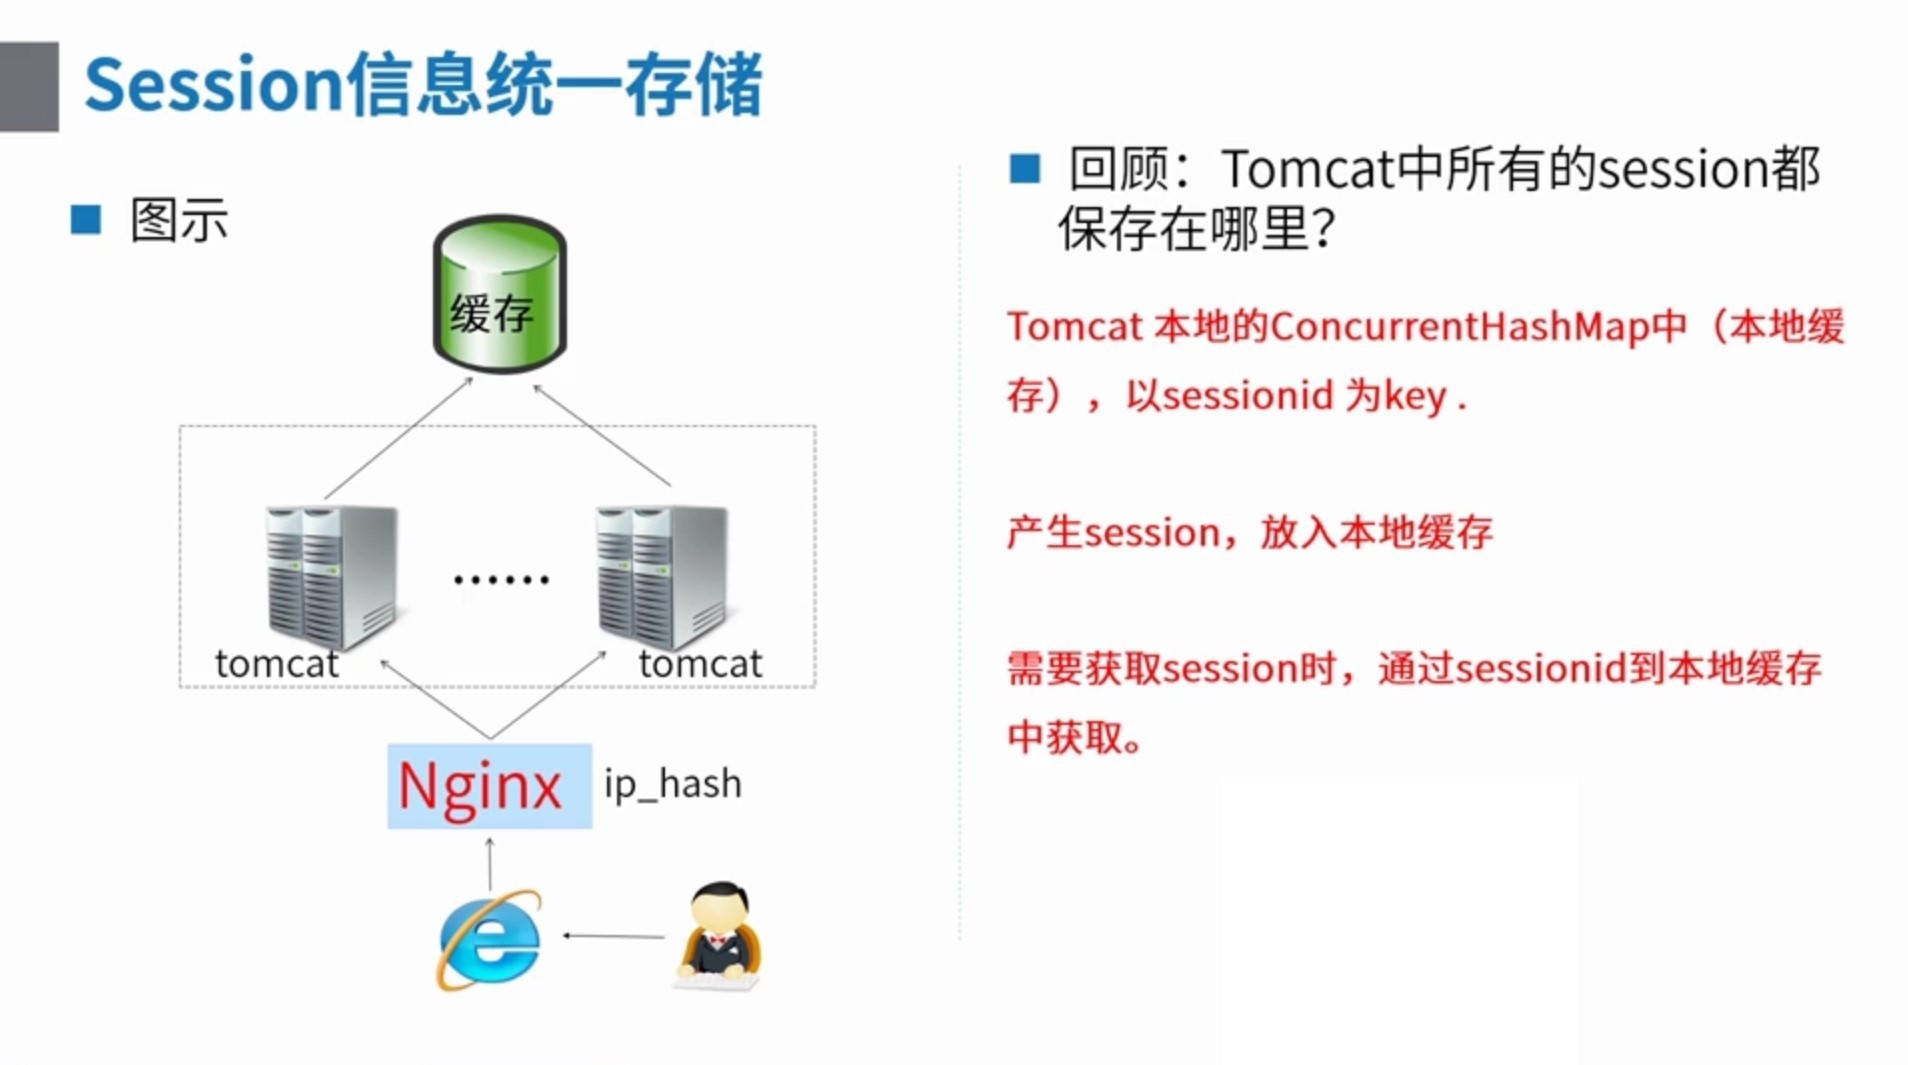 Session信息统一存储
图示
缓存
......
tomcat
tomcat
Nginx
ip_hash
回顾：Tomcat中所有的session都
保存在哪里？
Tomcat 本地的ConcurrentHashMap中（本地缓
存），以sessionid 为key .
产生session，放入本地缓存
需要获取session时，通过sessionid到本地缓存
中获取。